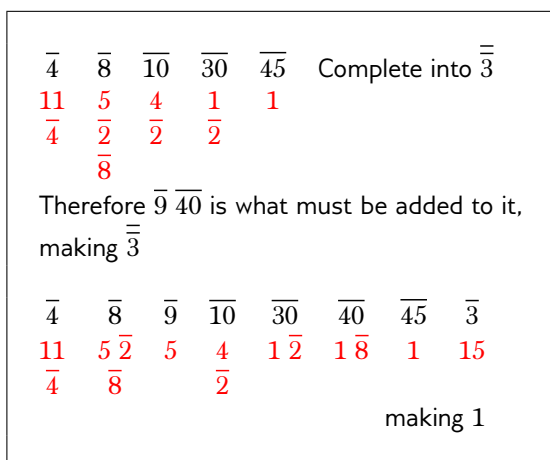 4̅ 8̅ 1̅0̅ 3̅0̅ 4̅5̅ Complete into 3̿
11 5 4 1 1
4̅ 2̅ 2̅ 2̅
8̅
Therefore 9̅ 4̅0̅ is what must be added to it,
making 3̿
4̅ 8̅ 9̅ 1̅0̅ 3̅0̅ 4̅0̅ 4̅5̅ 3̅
11 5 2̅ 5 4 1 2̅ 1 8̅ 1 15
4̅ 8̅ 2̅
making 1